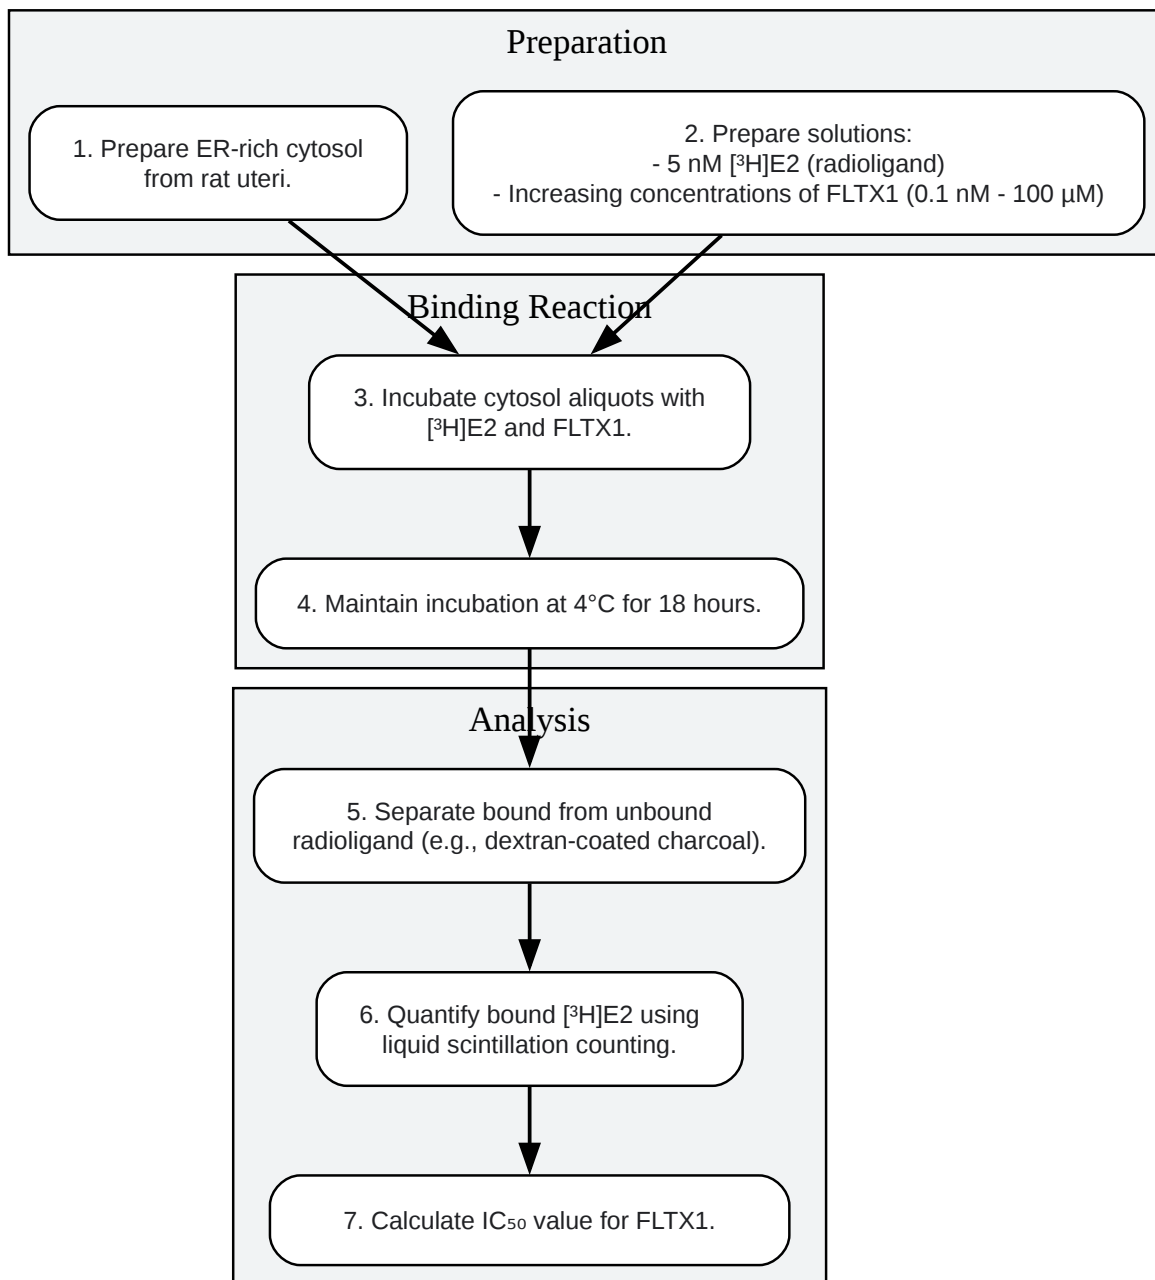 Preparation
1. Prepare ER-rich cytosol
from rat uteri.
2. Prepare solutions:
- 5 nM [³H]E2 (radioligand)
- Increasing concentrations of FLTX1 (0.1 nM - 100 µM)
Binding Reaction
3. Incubate cytosol aliquots with
[³H]E2 and FLTX1.
4. Maintain incubation at 4°C for 18 hours.
Analysis
5. Separate bound from unbound
radioligand (e.g., dextran-coated charcoal).
6. Quantify bound [³H]E2 using
liquid scintillation counting.
7. Calculate IC₅₀ value for FLTX1.